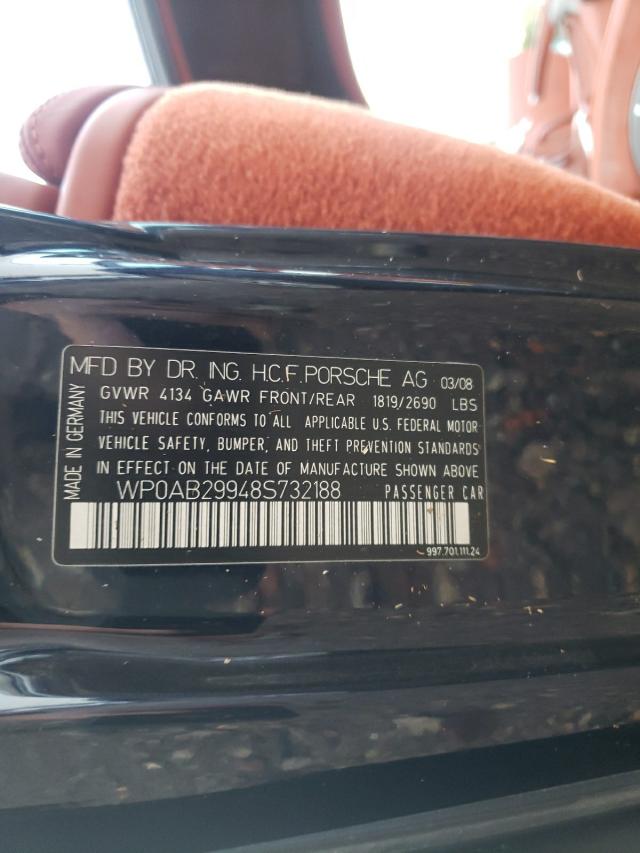 MFD BY DR. ING. H.C.F. PORSCHE AG 03/08
GVWR 4134 GAWR FRONT/REAR 1819/2690 LBS
THIS VEHICLE CONFORMS TO ALL APPLICABLE U.S. FEDERAL MOTOR
VEHICLE SAFETY, BUMPER, AND THEFT PREVENTION STANDARDS
IN EFFECT ON THE DATE OF MANUFACTURE SHOWN ABOVE
WP0AB29948S732188 PASSENGER CAR
997.701.111.24
MADE IN GERMANY